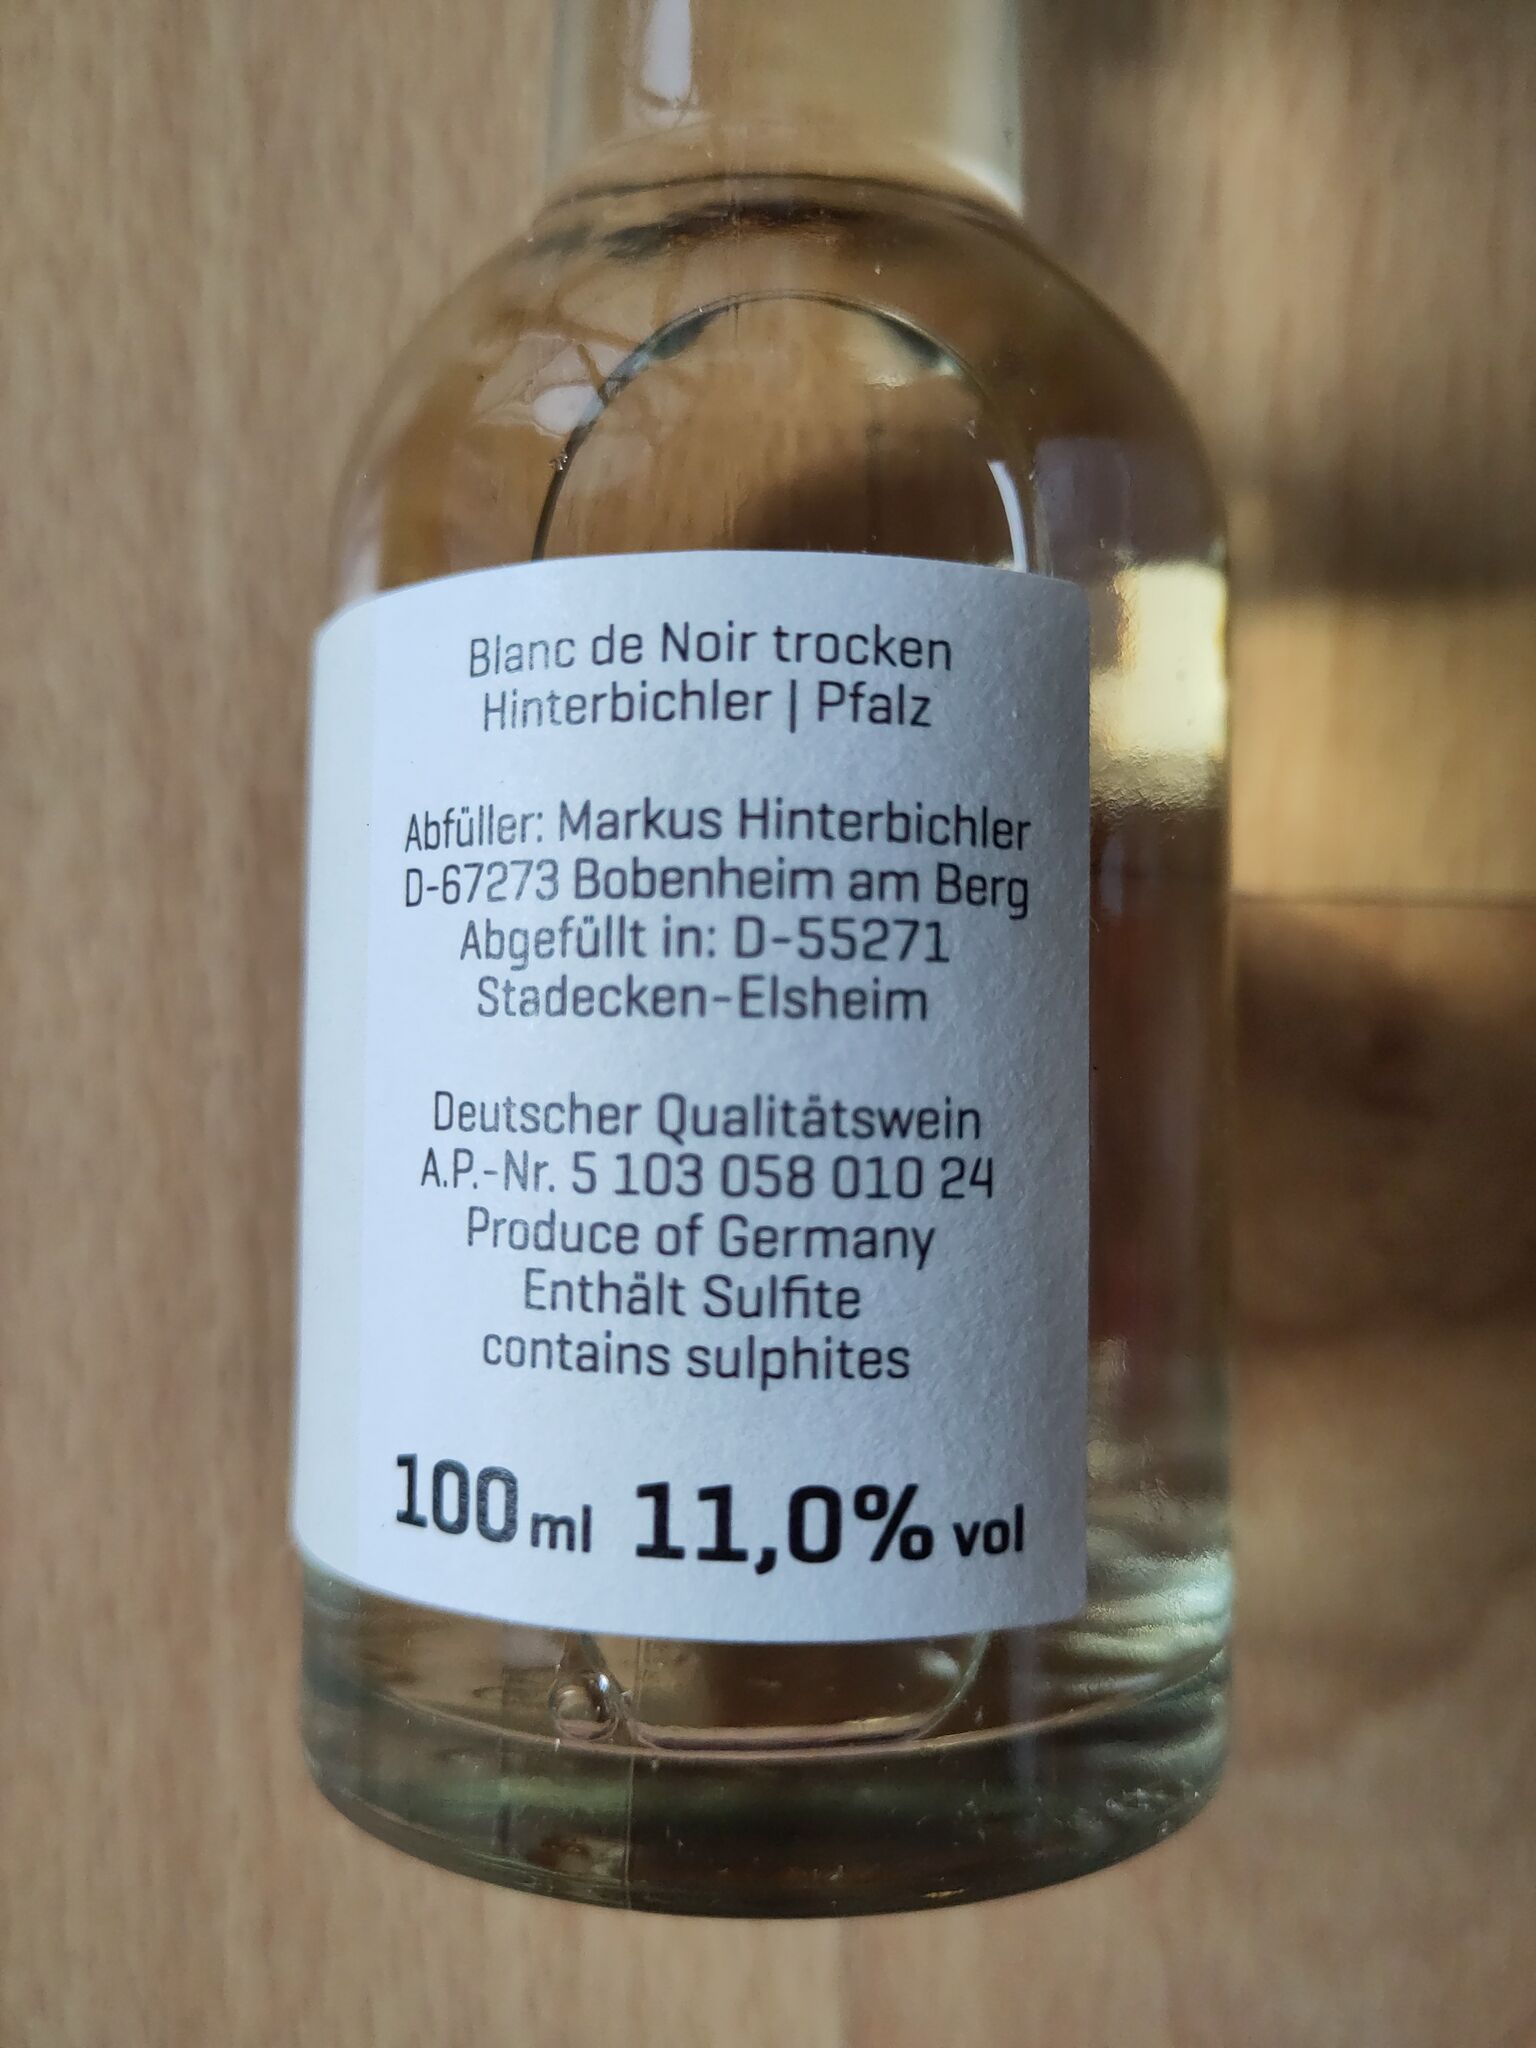 Blanc de Noir trocken
Hinterbichler | Pfalz
Abfüller: Markus Hinterbichler
D-67273 Bobenheim am Berg
Abgefüllt in: D-55271
Stadecken-Elsheim
Deutscher Qualitätswein
A.P.-Nr. 5 103 058 010 24
Produce of Germany
Enthält Sulfite
contains sulphites
100 ml 11,0% vol